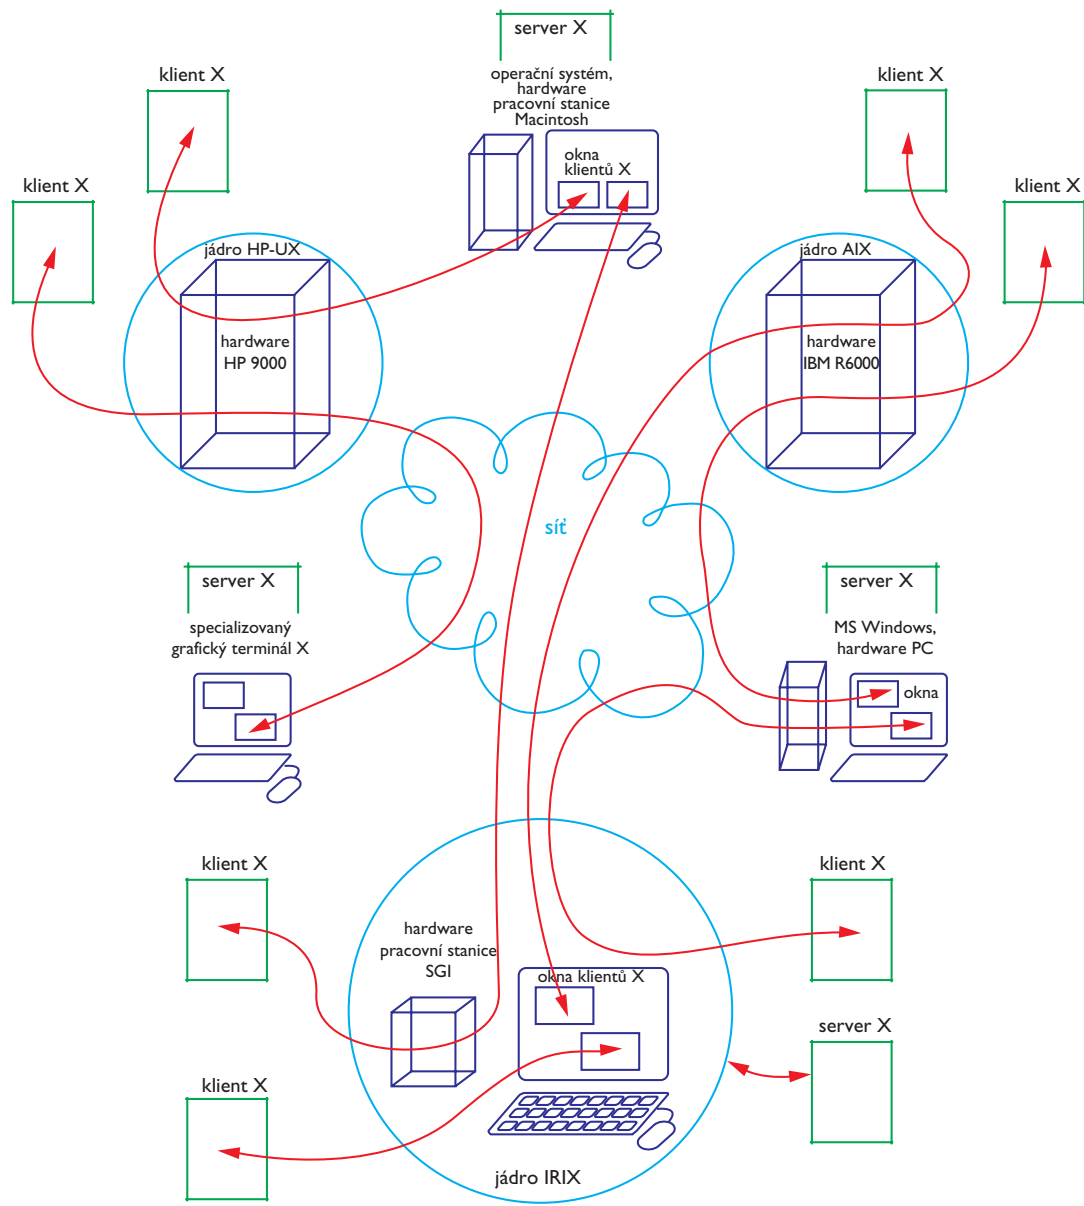 server X
klient X
operační systém,
hardware
pracovní stanice
Macintosh
klient X
klient X
okna
klientů X
klient X
jádro HP-UX
jádro AIX
hardware
HP 9000
hardware
IBM R6000
síť
server X
specializovaný
grafický terminál X
server X
MS Windows,
hardware PC
okna
klient X
klient X
hardware
pracovní stanice
SGI
okna klientů X
server X
klient X
jádro IRIX